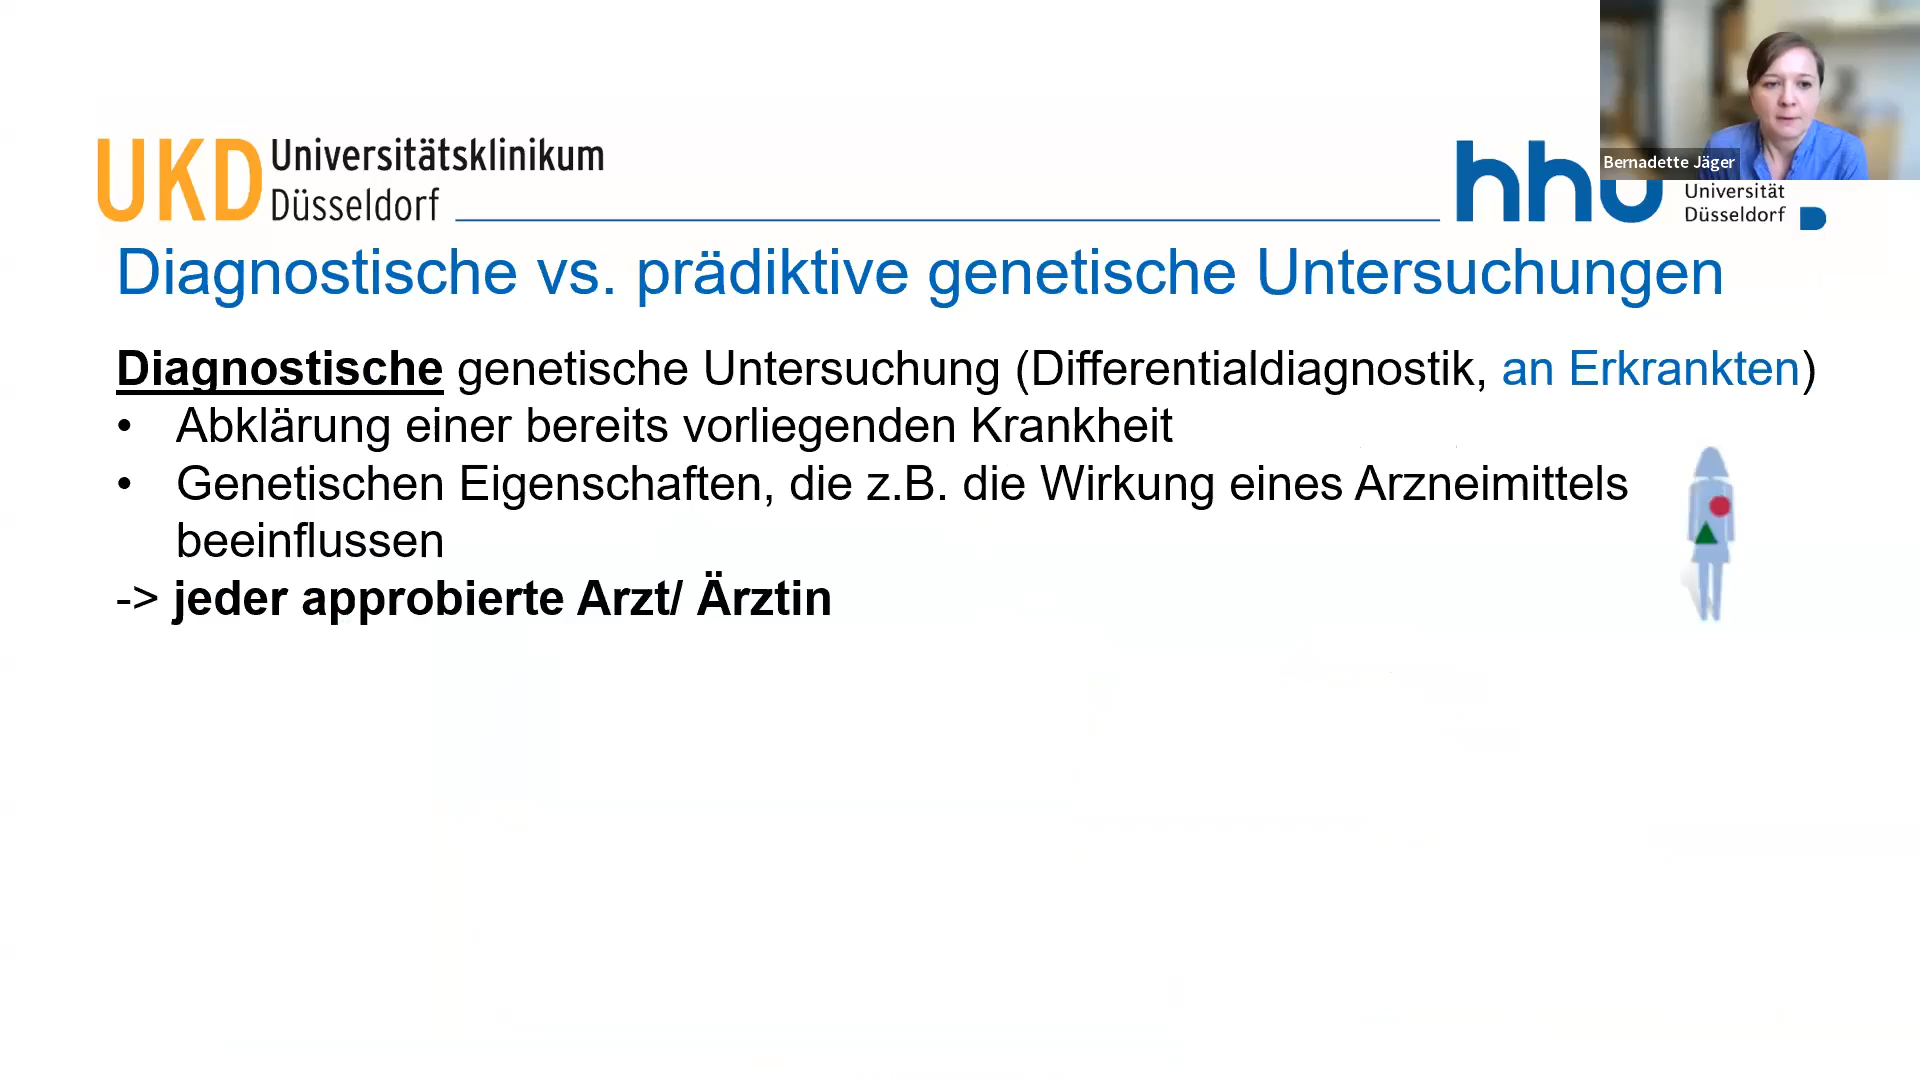 Bernadette Jäger
UKD Universitätsklinikum
Düsseldorf
hhu
Universität
Düsseldorf
Diagnostische vs. prädiktive genetische Untersuchungen
Diagnostische genetische Untersuchung (Differentialdiagnostik, an Erkrankten)
• Abklärung einer bereits vorliegenden Krankheit
• Genetischen Eigenschaften, die z.B. die Wirkung eines Arzneimittels
beeinflussen
-> jeder approbierte Arzt/ Ärztin